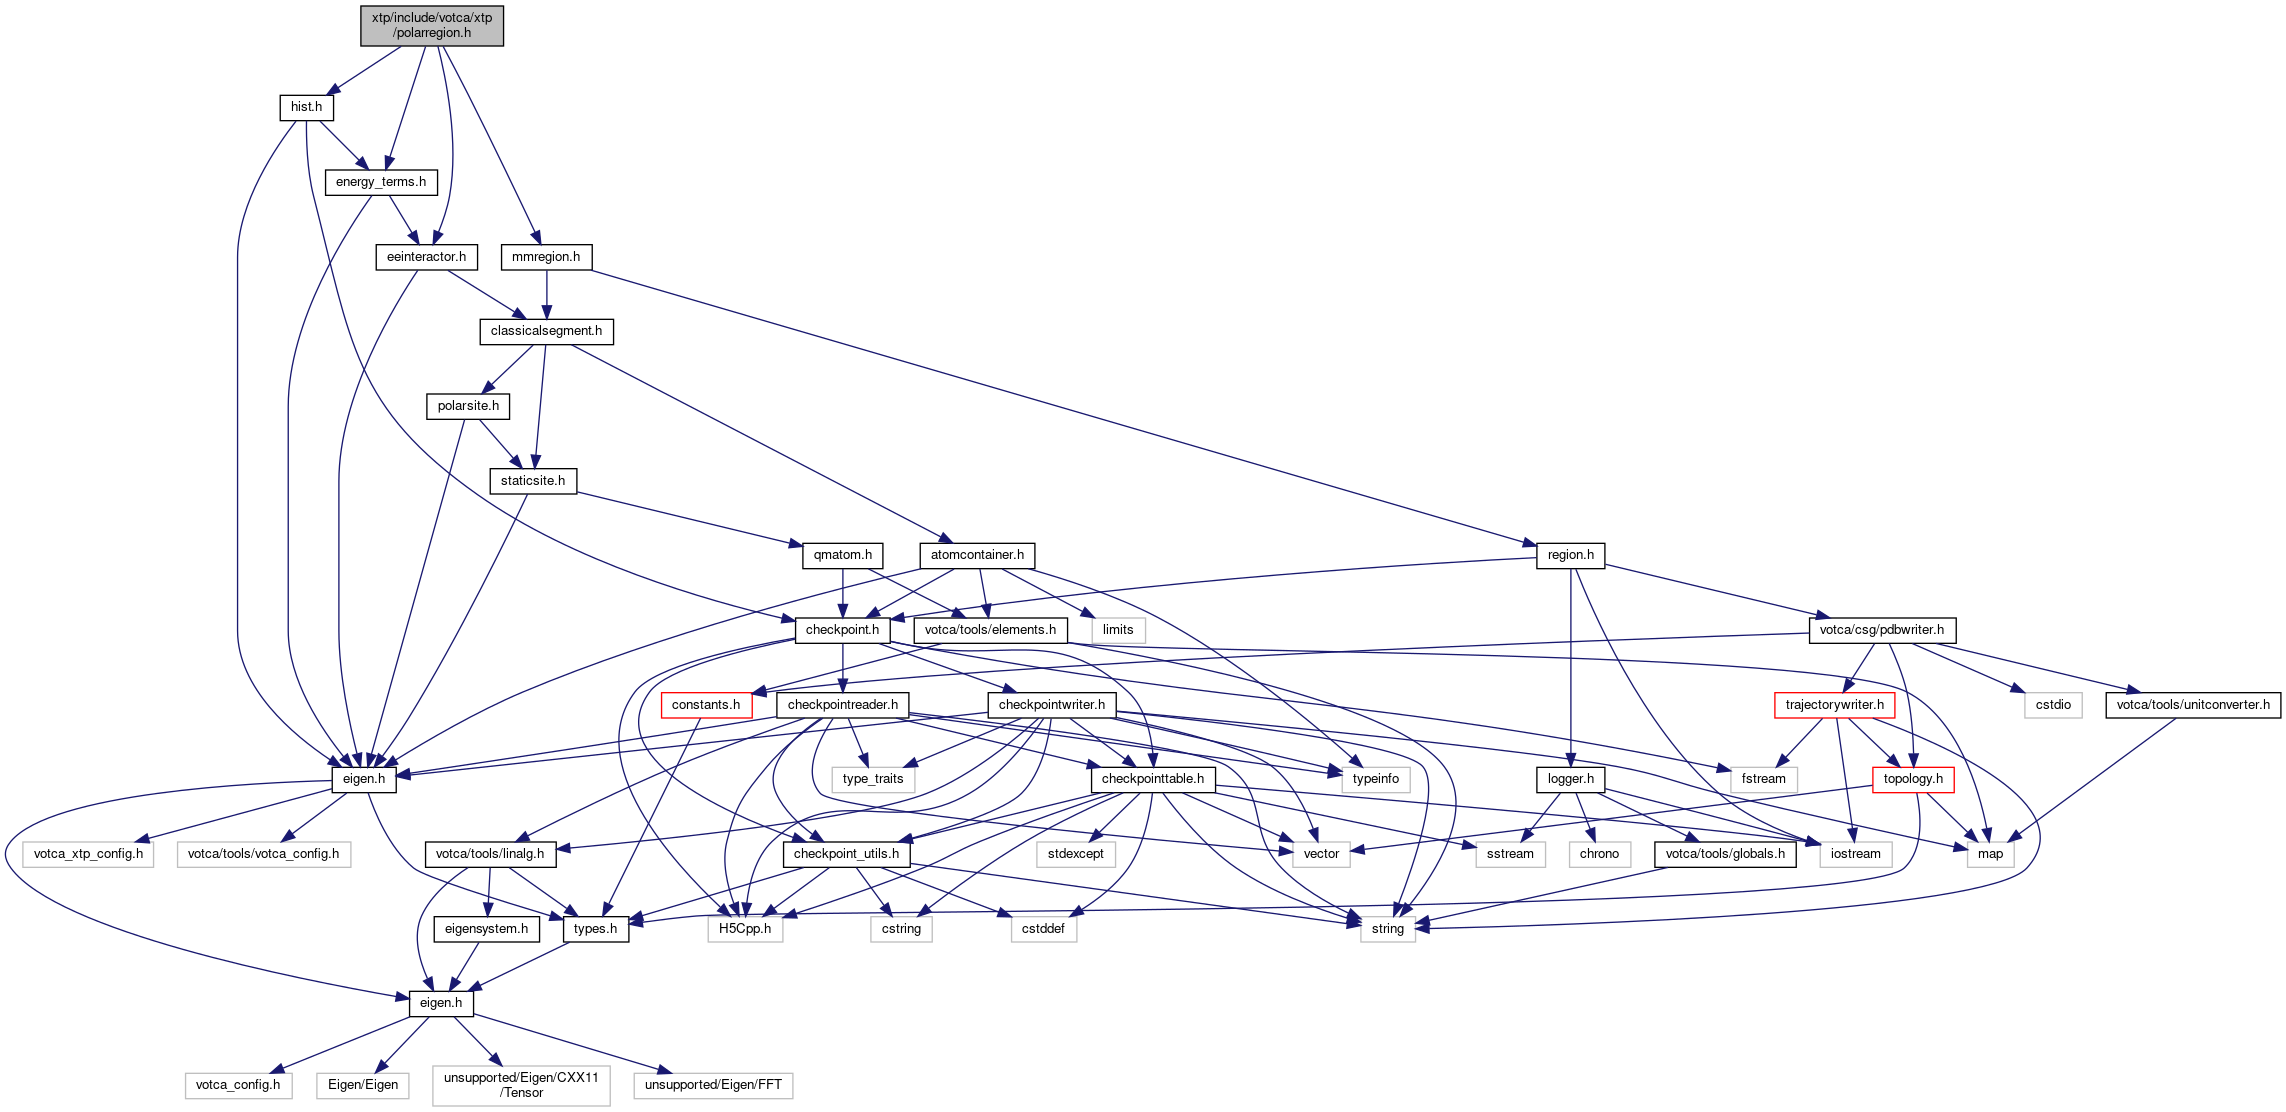 xtp/include/votca/xtp
/polarregion.h
hist.h
energy_terms.h
eeinteractor.h
mmregion.h
classicalsegment.h
polarsite.h
staticsite.h
qmatom.h
atomcontainer.h
region.h
checkpoint.h
votca/tools/elements.h
limits
votca/csg/pdbwriter.h
constants.h
checkpointreader.h
checkpointwriter.h
trajectorywriter.h
cstdio
votca/tools/unitconverter.h
eigen.h
type_traits
checkpointtable.h
typeinfo
logger.h
fstream
topology.h
votca_xtp_config.h
votca/tools/votca_config.h
votca/tools/linalg.h
checkpoint_utils.h
stdexcept
vector
sstream
chrono
votca/tools/globals.h
iostream
map
eigensystem.h
types.h
H5Cpp.h
cstring
cstddef
string
eigen.h
votca_config.h
Eigen/Eigen
unsupported/Eigen/CXX11
/Tensor
unsupported/Eigen/FFT